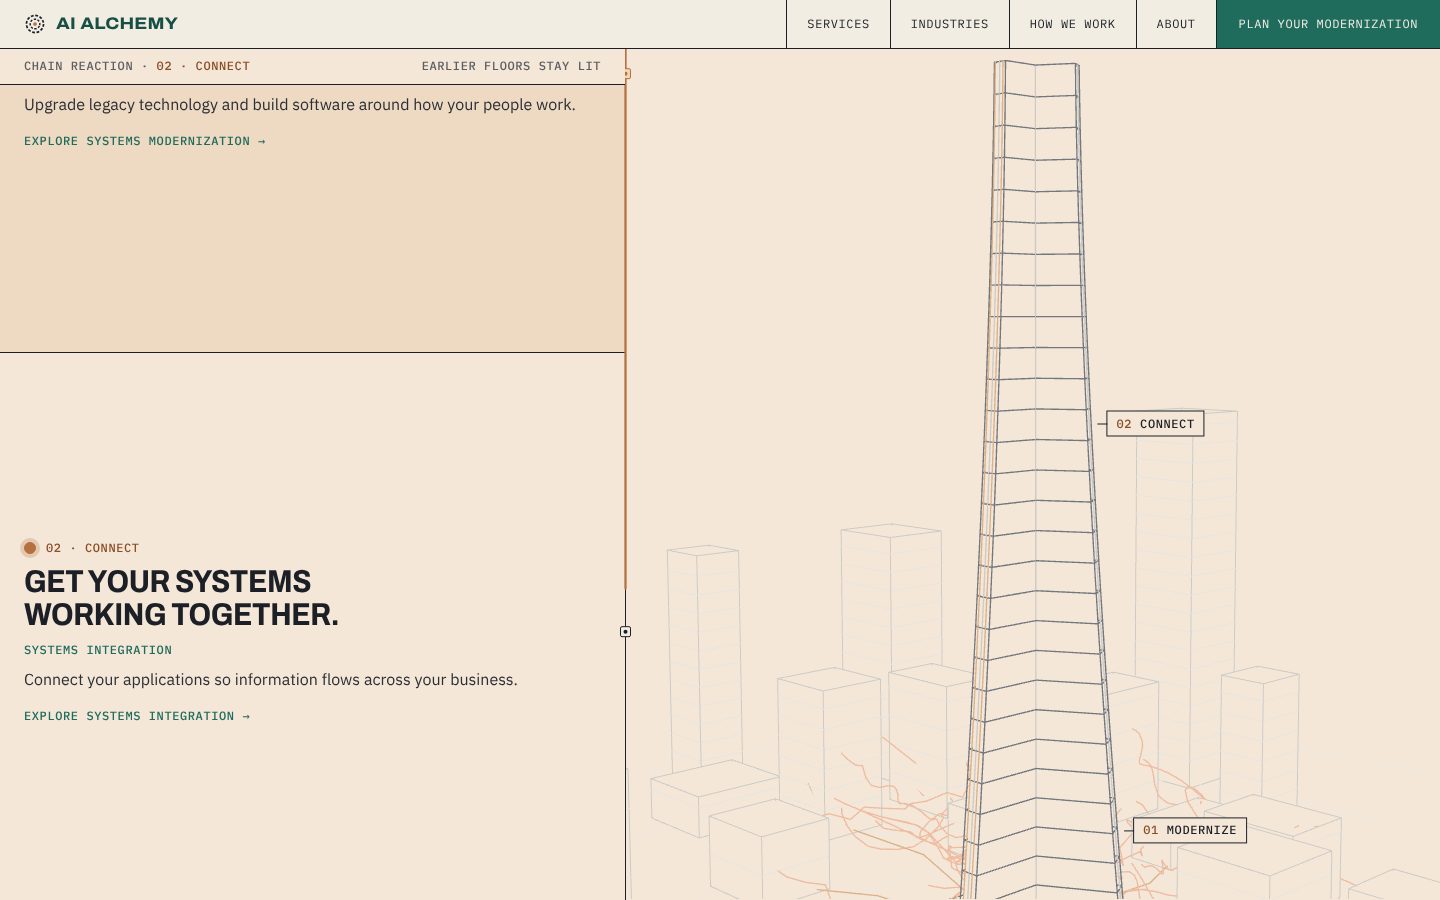 AI ALCHEMY
SERVICES
INDUSTRIES
HOW WE WORK
ABOUT
PLAN YOUR MODERNIZATION
CHAIN REACTION · 02 · CONNECT
EARLIER FLOORS STAY LIT
Upgrade legacy technology and build software around how your people work.
EXPLORE SYSTEMS MODERNIZATION →
02 · CONNECT
GET YOUR SYSTEMS
WORKING TOGETHER.
SYSTEMS INTEGRATION
Connect your applications so information flows across your business.
EXPLORE SYSTEMS INTEGRATION →
02 CONNECT
01 MODERNIZE